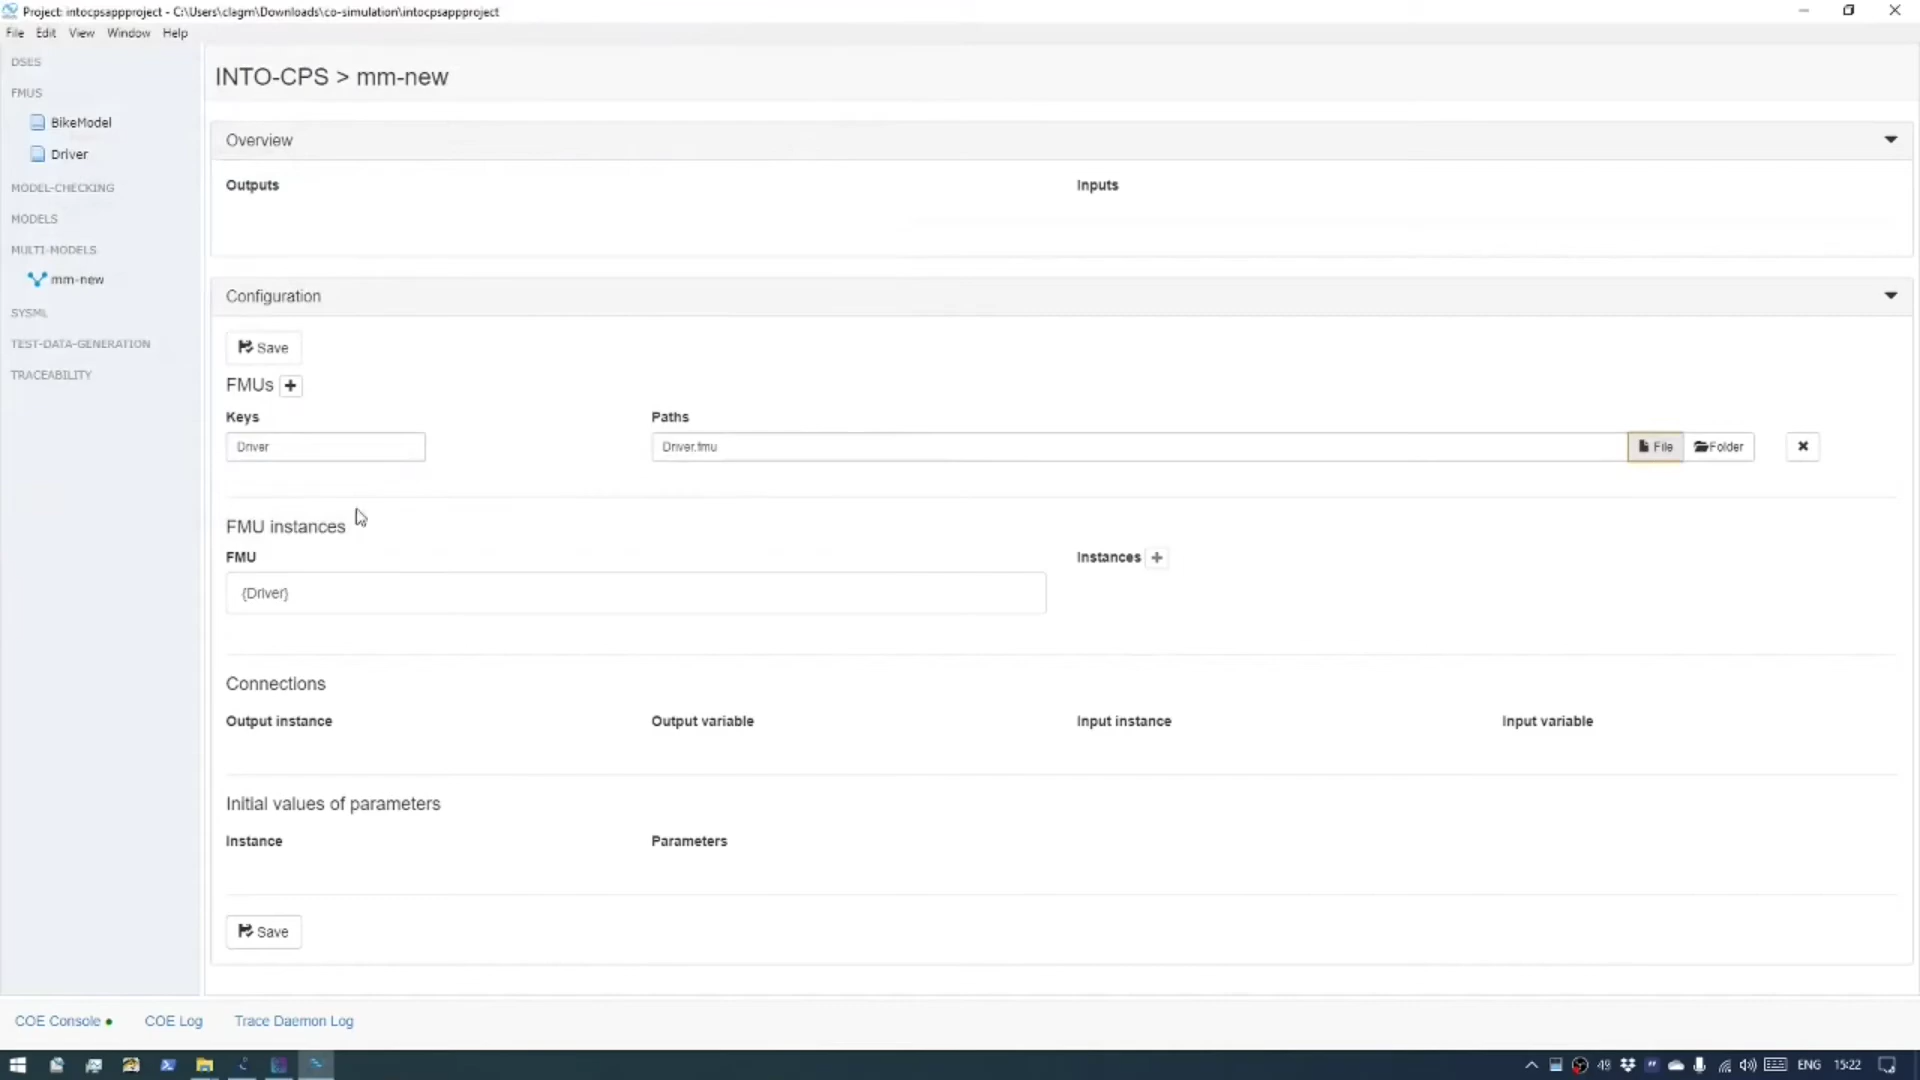 Project: intocpsappproject - C:\Users\clagm\Downloads\co-simulation\intocpsappproject
File Edit View Window Help
DSES
FMUS
BikeModel
Driver
MODEL-CHECKING
MODELS
MULTI-MODELS
mm-new
SYSML
TEST-DATA-GENERATION
TRACEABILITY
INTO-CPS > mm-new
Overview
Outputs Inputs
Configuration
Save
FMUs
Keys Paths
Driver Driver.fmu File Folder
FMU instances
FMU Instances
{Driver}
Connections
Output instance Output variable Input instance Input variable
Initial values of parameters
Instance Parameters
Save
COE Console COE Log Trace Daemon Log
49 ENG 15:22